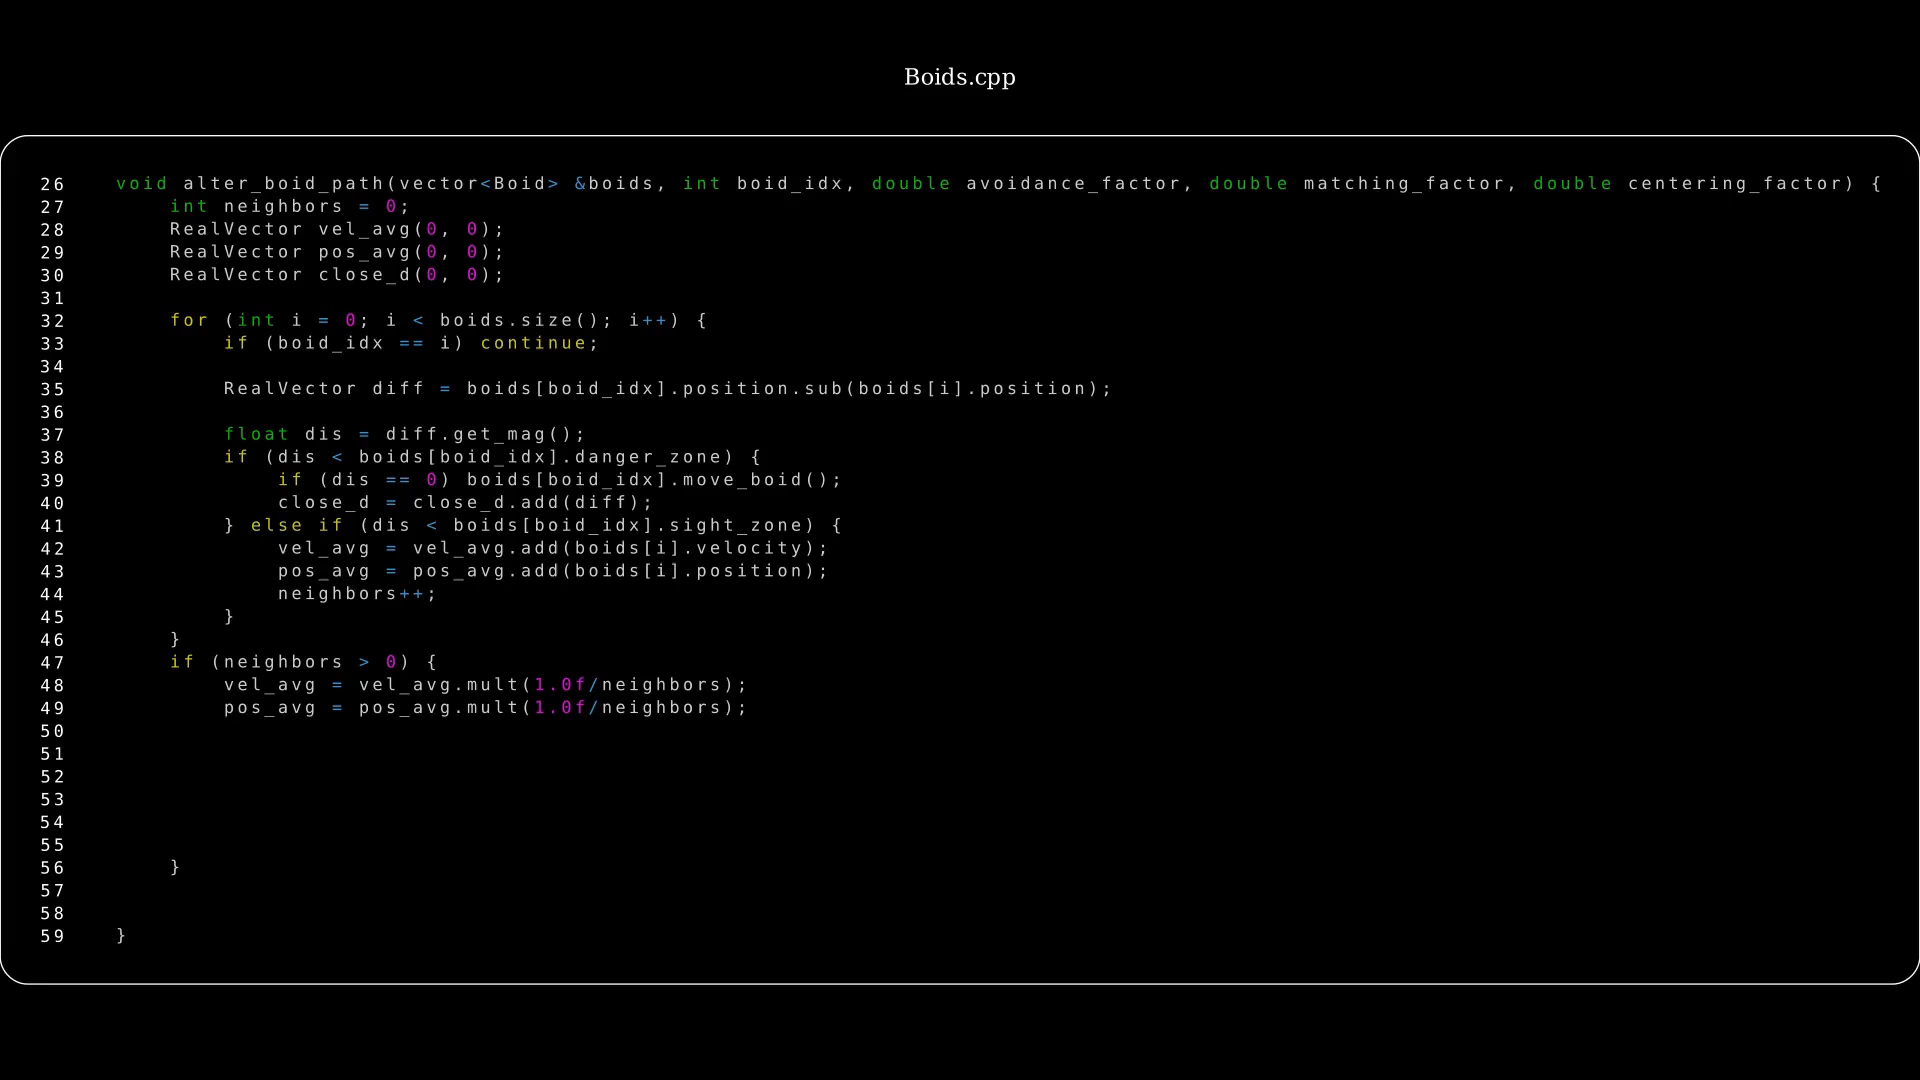 Boids.cpp
26 void alter_boid_path(vector<Boid> &boids, int boid_idx, double avoidance_factor, double matching_factor, double centering_factor) {
27 int neighbors = 0;
28 RealVector vel_avg(0, 0);
29 RealVector pos_avg(0, 0);
30 RealVector close_d(0, 0);
31
32 for (int i = 0; i < boids.size(); i++) {
33 if (boid_idx == i) continue;
34
35 RealVector diff = boids[boid_idx].position.sub(boids[i].position);
36
37 float dis = diff.get_mag();
38 if (dis < boids[boid_idx].danger_zone) {
39 if (dis == 0) boids[boid_idx].move_boid();
40 close_d = close_d.add(diff);
41 } else if (dis < boids[boid_idx].sight_zone) {
42 vel_avg = vel_avg.add(boids[i].velocity);
43 pos_avg = pos_avg.add(boids[i].position);
44 neighbors++;
45 }
46 }
47 if (neighbors > 0) {
48 vel_avg = vel_avg.mult(1.0f/neighbors);
49 pos_avg = pos_avg.mult(1.0f/neighbors);
50
51
52
53
54
55
56 }
57
58
59 }